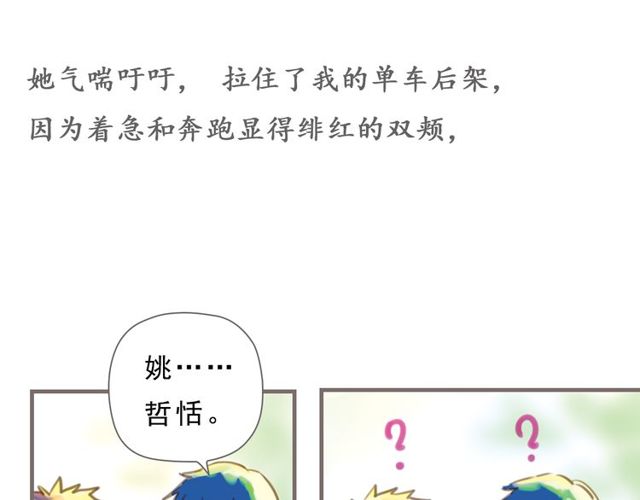 她气喘吁吁， 拉住了我的单车后架，
因为着急和奔跑显得绯红的双颊，
姚……
哲恬。
? ?